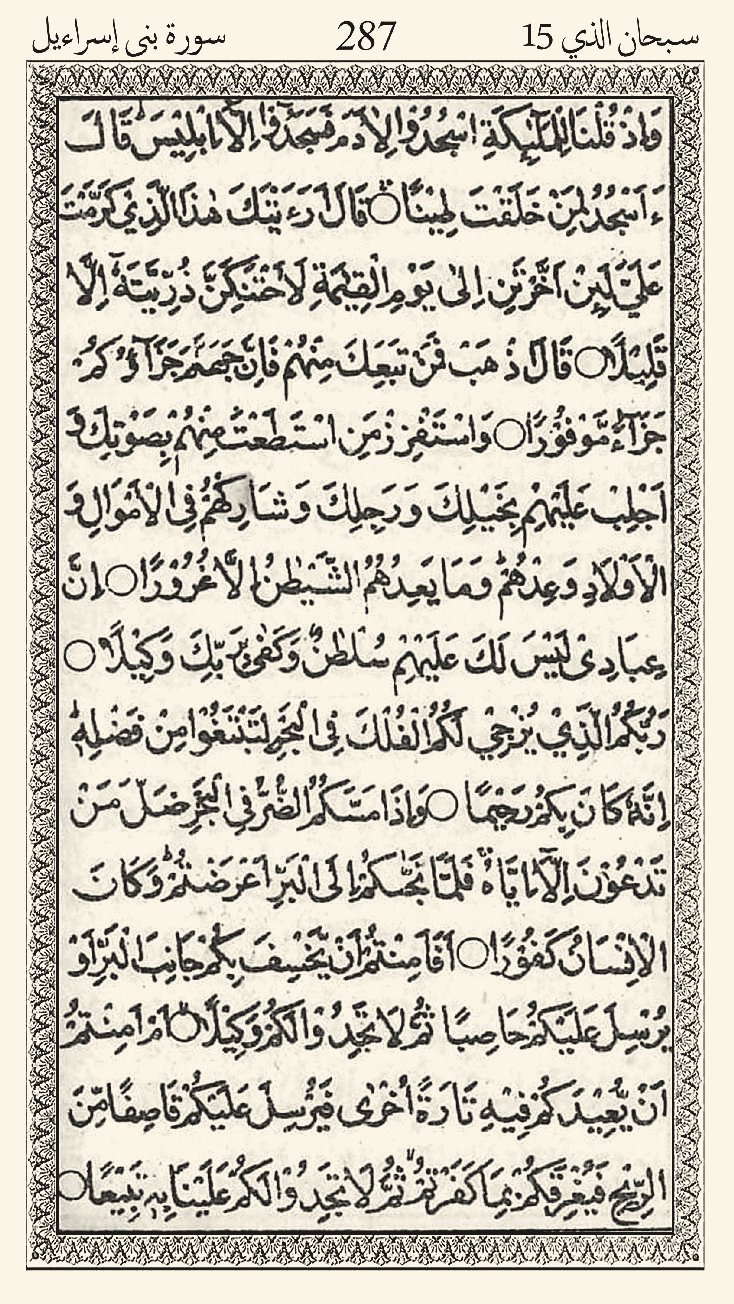 سبحان الذي 15
287
سورة بنى إسراءيل
وَاِذْ قُلْنَا لِلْمَلٰٓئِكَةِ اسْجُدُوْا لِاٰدَمَ فَسَجَدُوْٓا اِلَّآ اِبْلِيْسَ ؕ قَالَ
ءَاَسْجُدُ لِمَنْ خَلَقْتَ طِيْنًا ۚ○ قَالَ اَرَءَيْتَكَ هٰذَا الَّذِيْ كَرَّمْتَ
عَلَيَّ لَىِٕنْ اَخَّرْتَنِ اِلٰى يَوْمِ الْقِيٰمَةِ لَاَحْتَنِكَنَّ ذُرِّيَّتَهٗٓ اِلَّا
قَلِيْلًا ○ قَالَ اذْهَبْ فَمَنْ تَبِعَكَ مِنْهُمْ فَاِنَّ جَهَنَّمَ جَزَآؤُكُمْ
جَزَآءً مَّوْفُوْرًا ○ وَاسْتَفْزِزْ مَنِ اسْتَطَعْتَ مِنْهُمْ بِصَوْتِكَ وَ
اَجْلِبْ عَلَيْهِمْ بِخَيْلِكَ وَرَجِلِكَ وَشَارِكْهُمْ فِى الْاَمْوَالِ وَ
الْاَوْلَادِ وَعِدْهُمْ ؕ وَمَا يَعِدُهُمُ الشَّيْطٰنُ اِلَّا غُرُوْرًا ○ اِنَّ
عِبَادِىْ لَيْسَ لَكَ عَلَيْهِمْ سُلْطٰنٌ ؕ وَكَفٰى بِرَبِّكَ وَكِيْلًا ○
رَبُّكُمُ الَّذِيْ يُزْجِيْ لَكُمُ الْفُلْكَ فِى الْبَحْرِ لِتَبْتَغُوْا مِنْ فَضْلِهٖ ؕ
اِنَّهٗ كَانَ بِكُمْ رَحِيْمًا ○ وَاِذَا مَسَّكُمُ الضُّرُّ فِى الْبَحْرِ ضَلَّ مَنْ
تَدْعُوْنَ اِلَّآ اِيَّاهُ ۚ فَلَمَّا نَجّٰىكُمْ اِلَى الْبَرِّ اَعْرَضْتُمْ ؕ وَكَانَ
الْاِنْسَانُ كَفُوْرًا ○ اَفَاَمِنْتُمْ اَنْ يَّخْسِفَ بِكُمْ جَانِبَ الْبَرِّ اَوْ
يُرْسِلَ عَلَيْكُمْ حَاصِبًا ثُمَّ لَا تَجِدُوْا لَكُمْ وَكِيْلًا ۙ○ اَمْ اَمِنْتُمْ
اَنْ يُّعِيْدَكُمْ فِيْهِ تَارَةً اُخْرٰى فَيُرْسِلَ عَلَيْكُمْ قَاصِفًا مِّنَ
الرِّيْحِ فَيُغْرِقَكُمْ بِمَا كَفَرْتُمْ ۙ ثُمَّ لَا تَجِدُوْا لَكُمْ عَلَيْنَا بِهٖ تَبِيْعًا ○